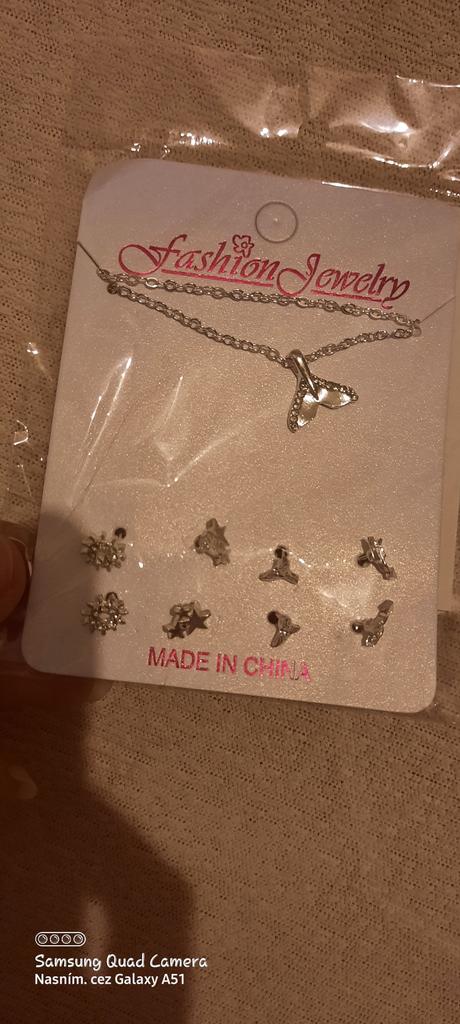 Fashion Jewelry
MADE IN CHINA
Samsung Quad Camera
Nasním. cez Galaxy A51